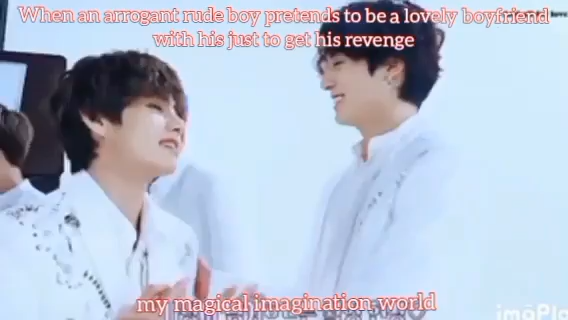 When an arrogant rude boy pretends to be a lovely boyfriend
with his just to get his revenge
my magical imagination world